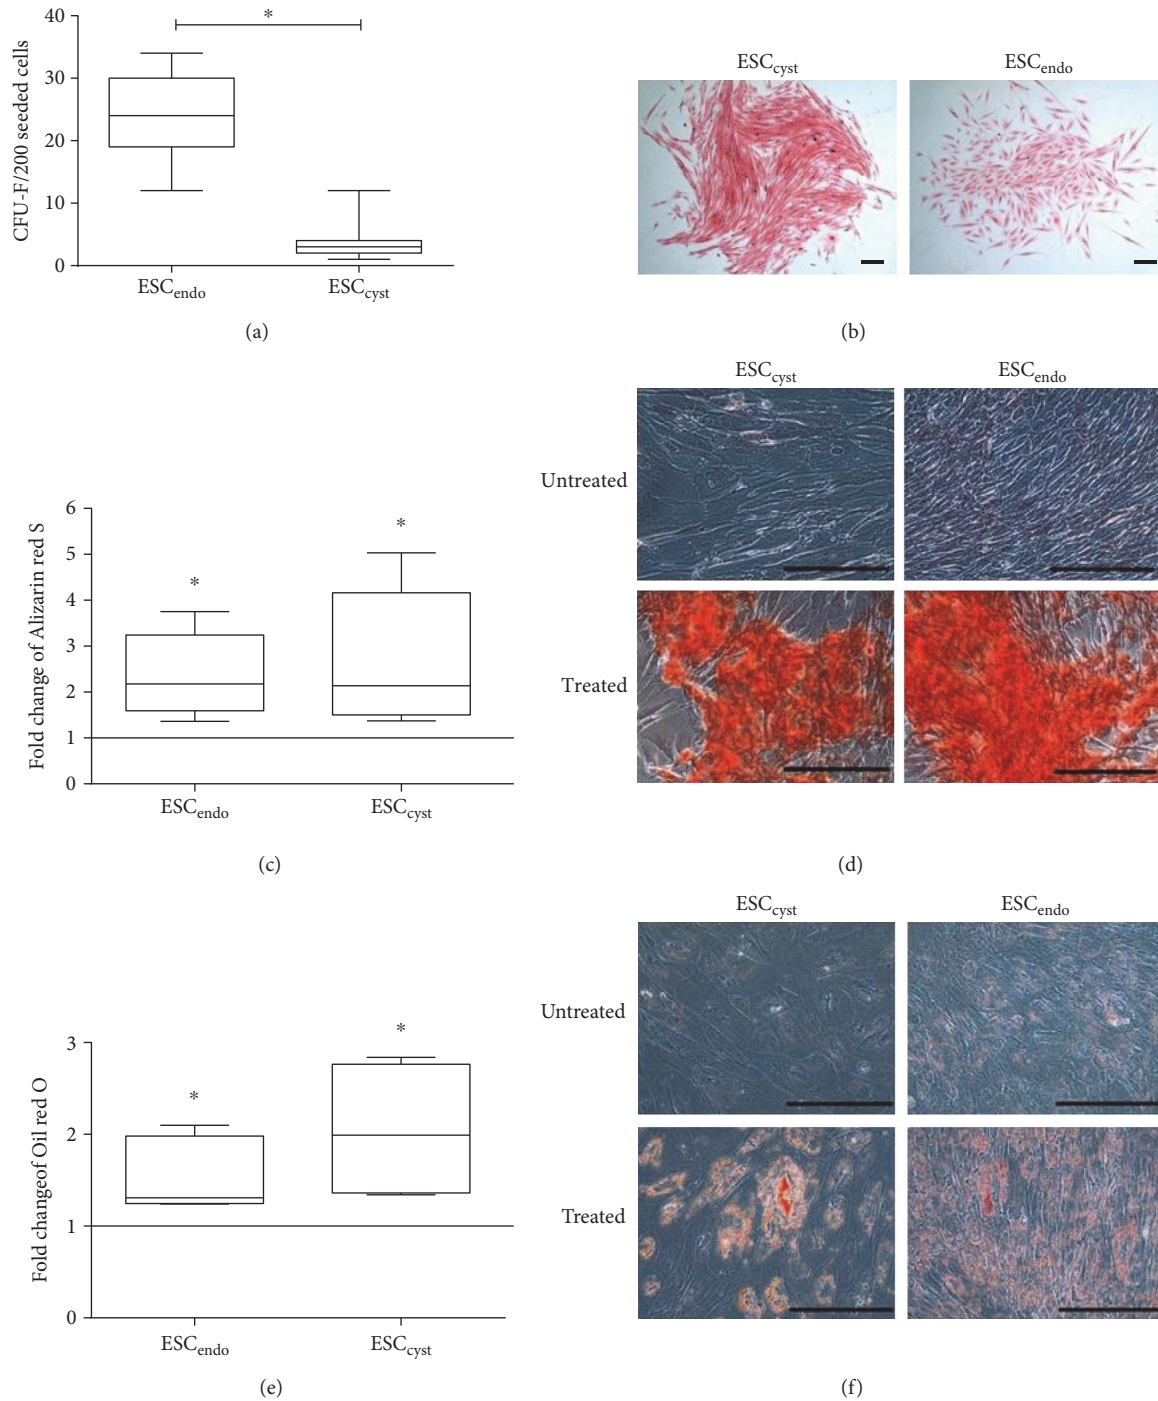 40
30
20
10
0
CFU-F/200 seeded cells
*
ESCendo
ESCcyst
(a)
ESCcyst
ESCendo
(b)
6
5
4
3
2
1
0
Fold change of Alizarin red S
*
*
ESCendo
ESCcyst
(c)
ESCcyst
ESCendo
Untreated
Treated
(d)
3
2
1
0
Fold changeof Oil red O
*
*
ESCendo
ESCcyst
(e)
ESCcyst
ESCendo
Untreated
Treated
(f)